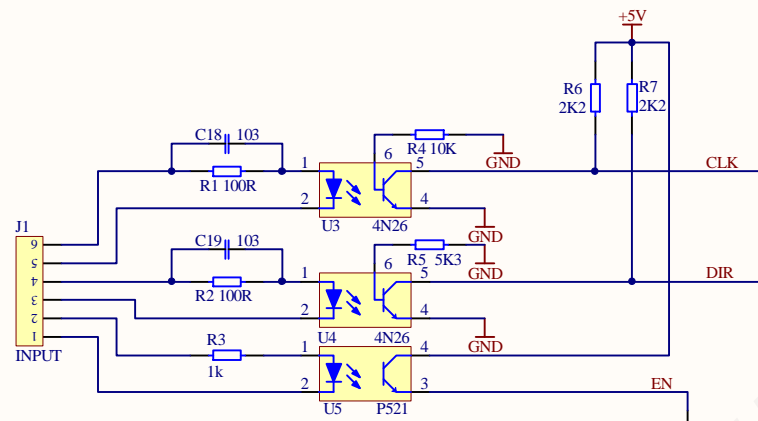 +5V
R6
2K2
R7
2K2
C18 103
R1 100R
1
2
U3
4N26
6
5
4
R4 10K
GND
GND
CLK
J1
6
5
4
3
2
1
INPUT
C19 103
R2 100R
1
2
U4
4N26
6
5
4
R5 5K3
GND
GND
DIR
R3
1k
1
2
U5
P521
4
3
EN